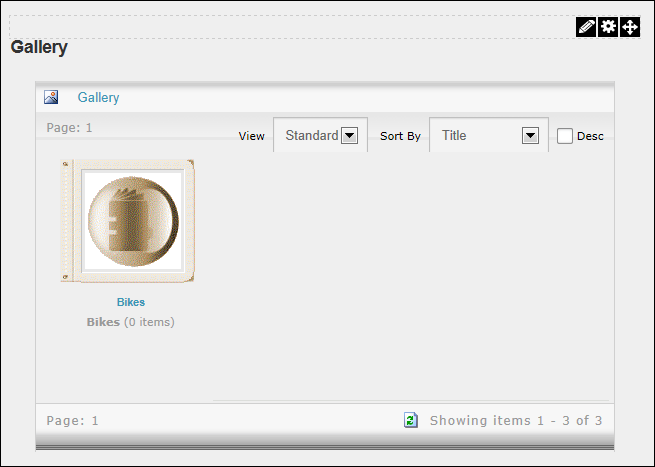 Gallery
Gallery
Page: 1 View Standard Sort By Title Desc
Bikes
Bikes (0 items)
Page: 1 Showing items 1 - 3 of 3